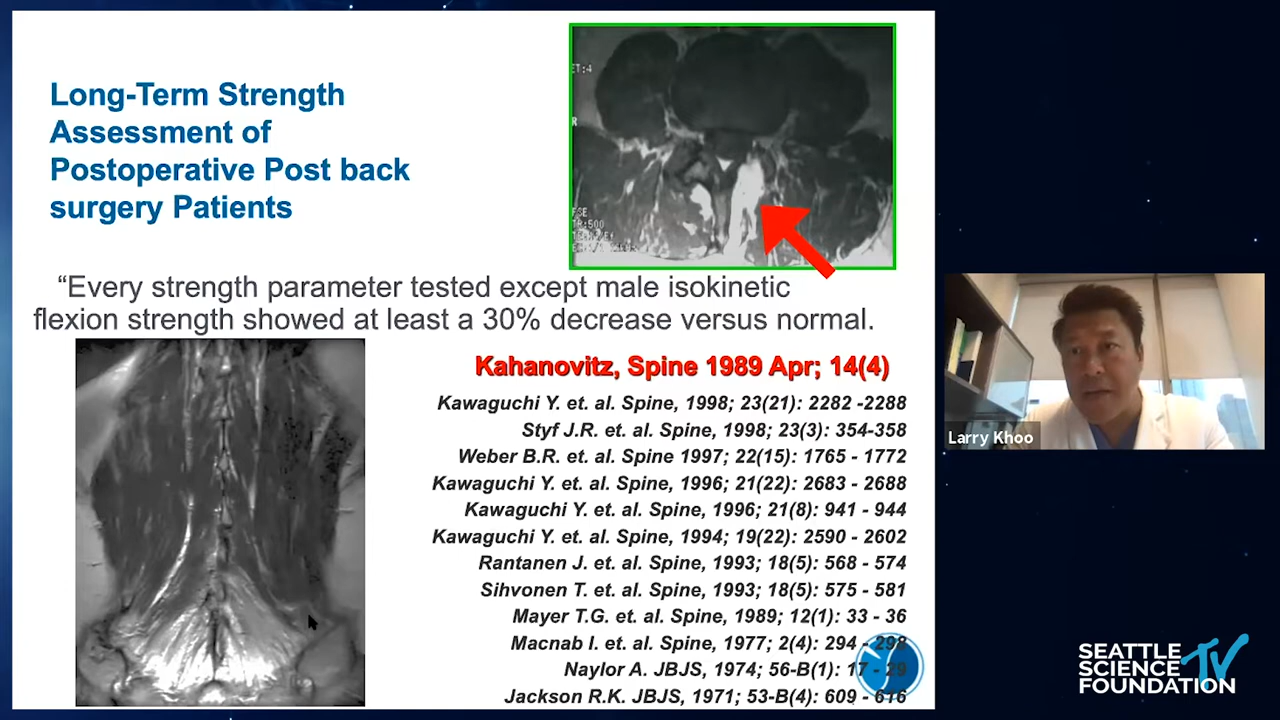 Long-Term Strength
Assessment of
Postoperative Post back
surgery Patients
ET:4
R
FSE
TR:500
“Every strength parameter tested except male isokinetic
flexion strength showed at least a 30% decrease versus normal.
Kahanovitz, Spine 1989 Apr; 14(4)
Kawaguchi Y. et. al. Spine, 1998; 23(21): 2282 -2288
Styf J.R. et. al. Spine, 1998; 23(3): 354-358
Weber B.R. et. al. Spine 1997; 22(15): 1765 - 1772
Kawaguchi Y. et. al. Spine, 1996; 21(22): 2683 - 2688
Kawaguchi Y. et. al. Spine, 1996; 21(8): 941 - 944
Kawaguchi Y. et. al. Spine, 1994; 19(22): 2590 - 2602
Rantanen J. et. al. Spine, 1993; 18(5): 568 - 574
Sihvonen T. et. al. Spine, 1993; 18(5): 575 - 581
Mayer T.G. et. al. Spine, 1989; 12(1): 33 - 36
Macnab I. et. al. Spine, 1977; 2(4): 294 - 298
Naylor A. JBJS, 1974; 56-B(1): 17 - 29
Jackson R.K. JBJS, 1971; 53-B(4): 609 - 616
Larry Khoo
SEATTLE
SCIENCE TV
FOUNDATION